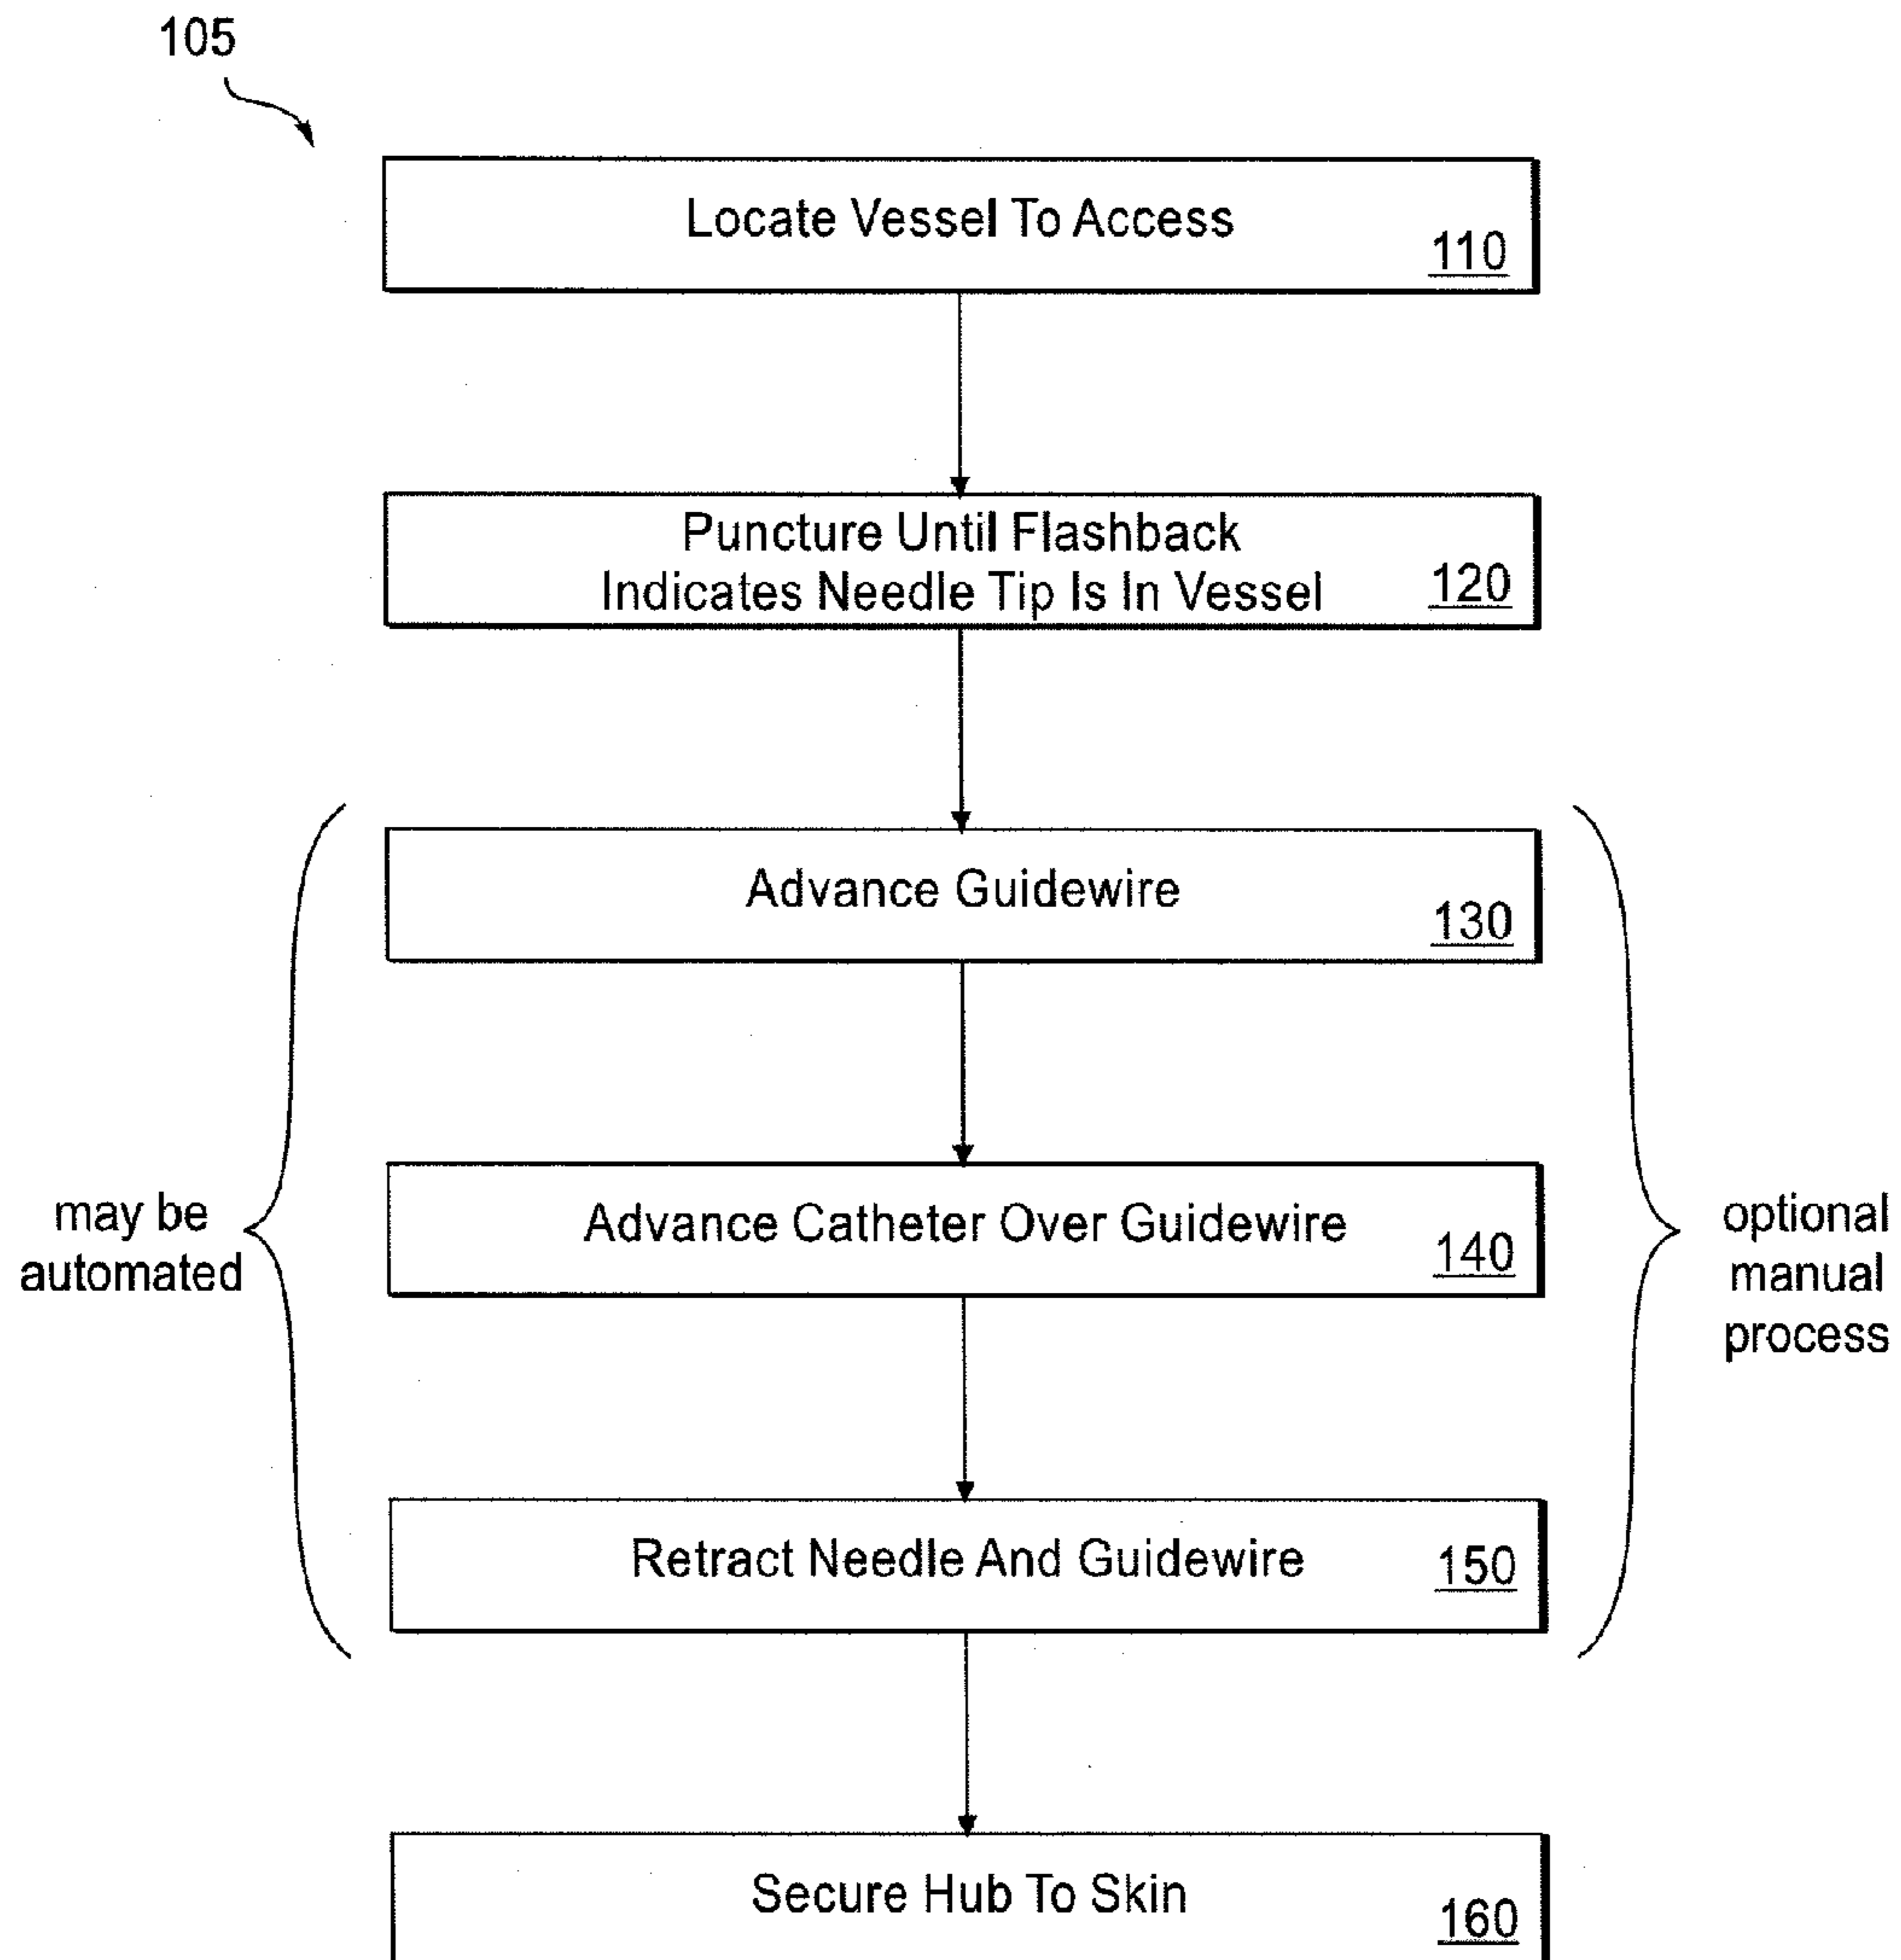 105
Locate Vessel To Access
110
Puncture Until Flashback
Indicates Needle Tip Is In Vessel
120
Advance Guidewire
130
may be
automated
Advance Catheter Over Guidewire
140
optional
manual
process
Retract Needle And Guidewire
150
Secure Hub To Skin
160